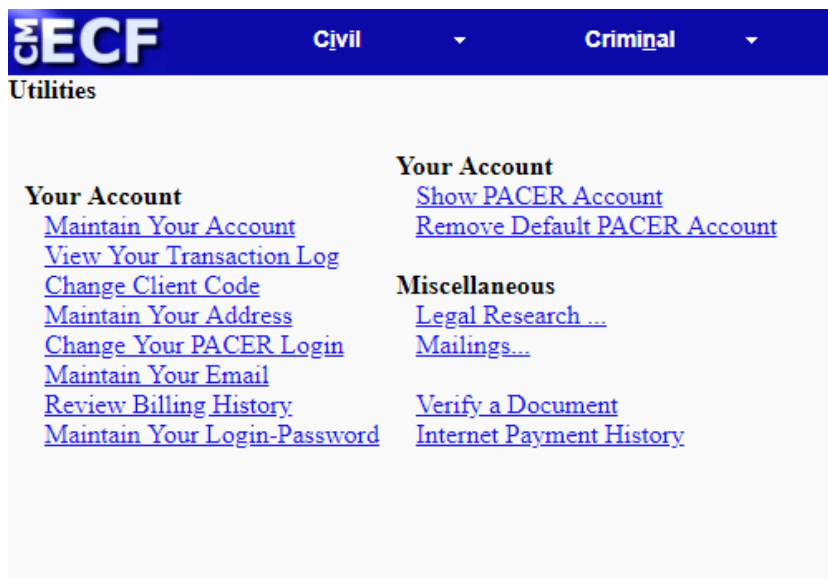 CM ECF Civil Criminal
Utilities
Your Account
Maintain Your Account
View Your Transaction Log
Change Client Code
Maintain Your Address
Change Your PACER Login
Maintain Your Email
Review Billing History
Maintain Your Login-Password
Your Account
Show PACER Account
Remove Default PACER Account
Miscellaneous
Legal Research ...
Mailings...
Verify a Document
Internet Payment History